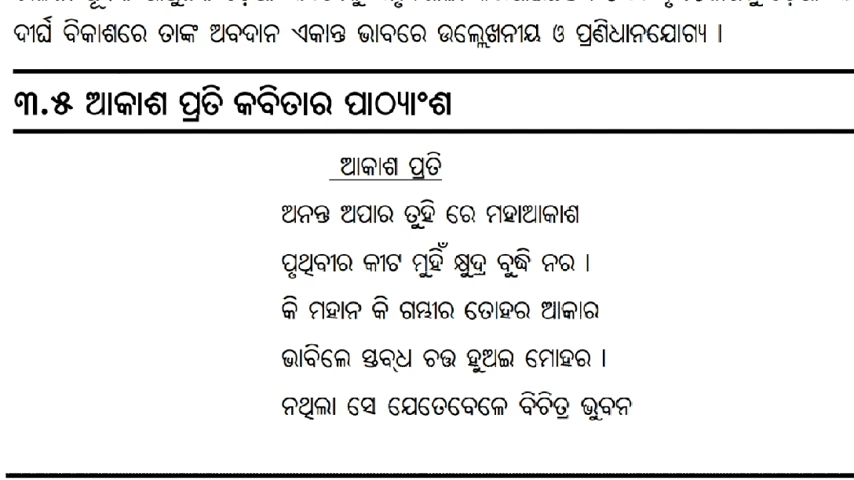 ଦୀର୍ଘ ବିକାଶରେ ତାଙ୍କ ଅବଦାନ ଏକାନ୍ତ ଭାବରେ ଉଲ୍ଲେଖନୀୟ ଓ ପ୍ରଣିଧାନଯୋଗ୍ୟ ।
୩.୫ ଆକାଶ ପ୍ରତି କବିତାର ପାଠ୍ୟାଂଶ
ଆକାଶ ପ୍ରତି
ଅନନ୍ତ ଅପାର ତୁହି ରେ ମହାଆକାଶ
ପୃଥିବୀର କୀଟ ମୁହିଁ କ୍ଷୁଦ୍ର ବୁଦ୍ଧି ନର ।
କି ମହାନ କି ଗମ୍ଭୀର ତୋହର ଆକାର
ଭାବିଲେ ସ୍ତବ୍ଧ ଚତ୍ତ ହୁଅଇ ମୋହର ।
ନଥିଲା ସେ ଯେତେବେଳେ ବିଚିତ୍ର ଭୁବନ